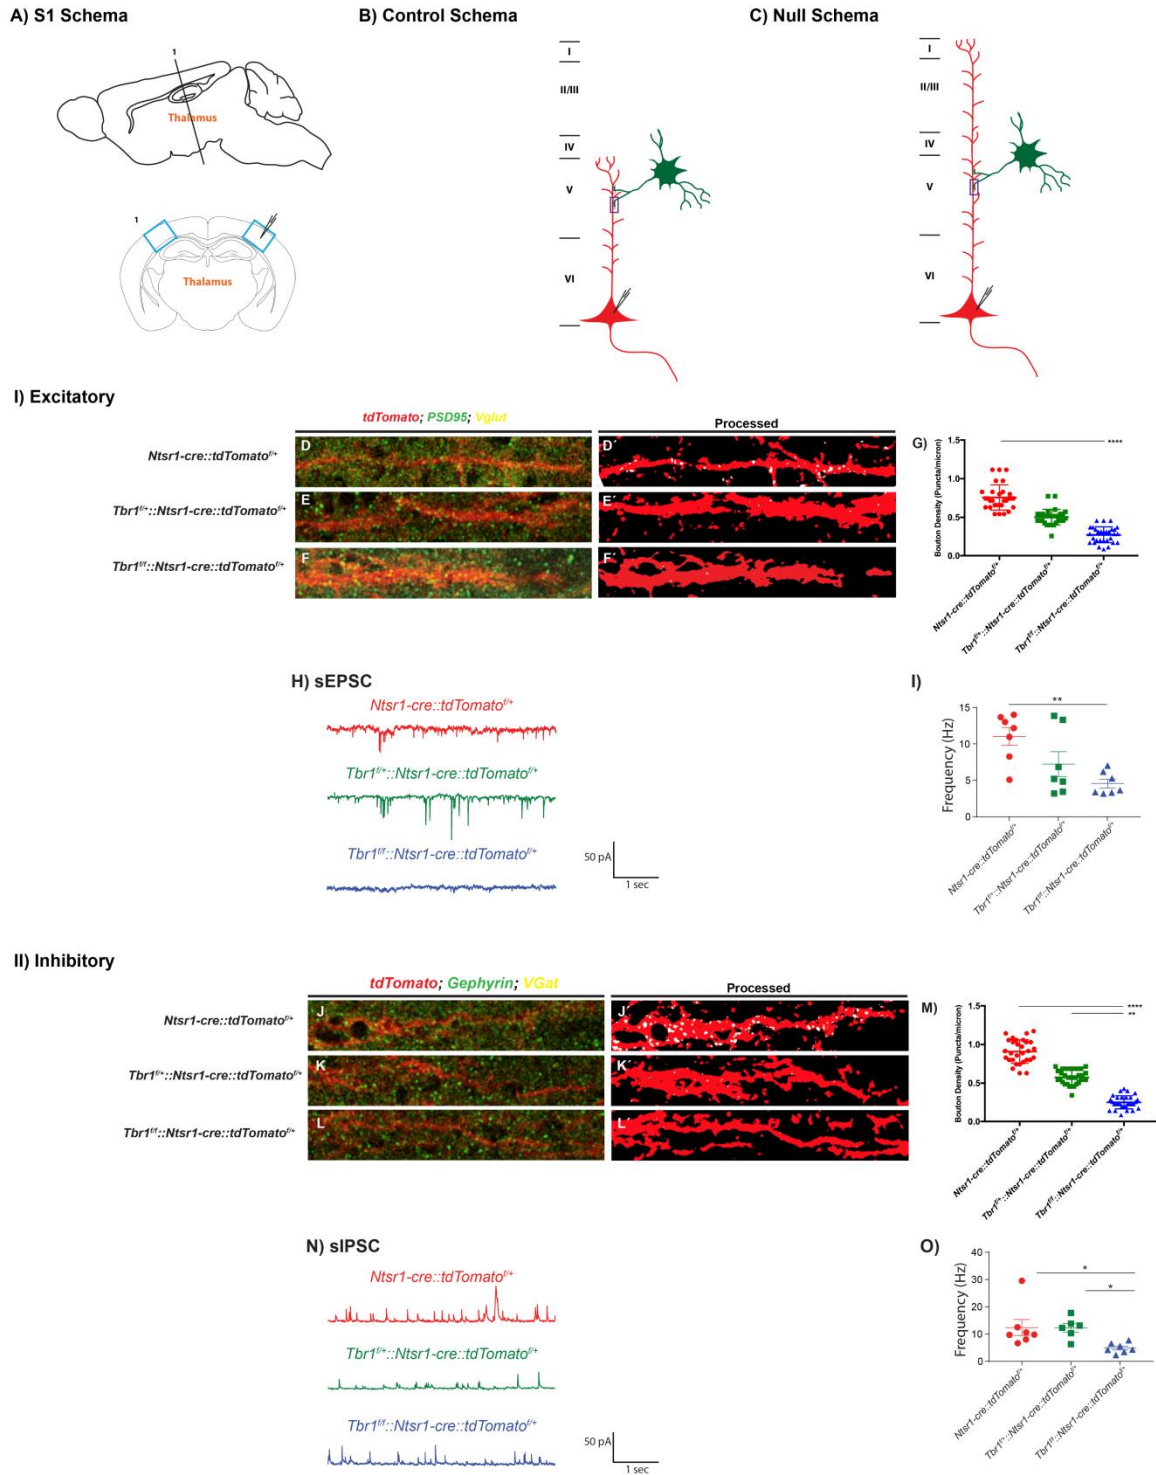 A) S1 Schema
B) Control Schema
C) Null Schema
1
Thalamus
1
Thalamus
I
II/III
IV
V
VI
I
II/III
IV
V
VI
I) Excitatory
tdTomato; PSD95; Vglut
Processed
Ntsr1-cre::tdTomato^f/+
Tbr1^f/+::Ntsr1-cre::tdTomato^f/+
Tbr1^f/f::Ntsr1-cre::tdTomato^f/+
D
D´
E
E´
F
F´
G)
****
Bouton Density (Puncta/micron)
1.5
1.0
0.5
0.0
Ntsr1-cre::tdTomato^f/+
Tbr1^f/+::Ntsr1-cre::tdTomato^f/+
Tbr1^f/f::Ntsr1-cre::tdTomato^f/+
H) sEPSC
Ntsr1-cre::tdTomato^f/+
Tbr1^f/+::Ntsr1-cre::tdTomato^f/+
Tbr1^f/f::Ntsr1-cre::tdTomato^f/+
50 pA
1 sec
I)
**
Frequency (Hz)
15
10
5
0
Ntsr1-cre::tdTomato^f/+
Tbr1^f/+::Ntsr1-cre::tdTomato^f/+
Tbr1^f/f::Ntsr1-cre::tdTomato^f/+
II) Inhibitory
tdTomato; Gephyrin; VGat
Processed
Ntsr1-cre::tdTomato^f/+
Tbr1^f/+::Ntsr1-cre::tdTomato^f/+
Tbr1^f/f::Ntsr1-cre::tdTomato^f/+
J
J´
K
K´
L
L´
M)
****
**
Bouton Density (Puncta/micron)
1.5
1.0
0.5
0.0
Ntsr1-cre::tdTomato^f/+
Tbr1^f/+::Ntsr1-cre::tdTomato^f/+
Tbr1^f/f::Ntsr1-cre::tdTomato^f/+
N) sIPSC
Ntsr1-cre::tdTomato^f/+
Tbr1^f/+::Ntsr1-cre::tdTomato^f/+
Tbr1^f/f::Ntsr1-cre::tdTomato^f/+
50 pA
1 sec
O)
*
*
Frequency (Hz)
40
30
20
10
0
Ntsr1-cre::tdTomato^f/+
Tbr1^f/+::Ntsr1-cre::tdTomato^f/+
Tbr1^f/f::Ntsr1-cre::tdTomato^f/+